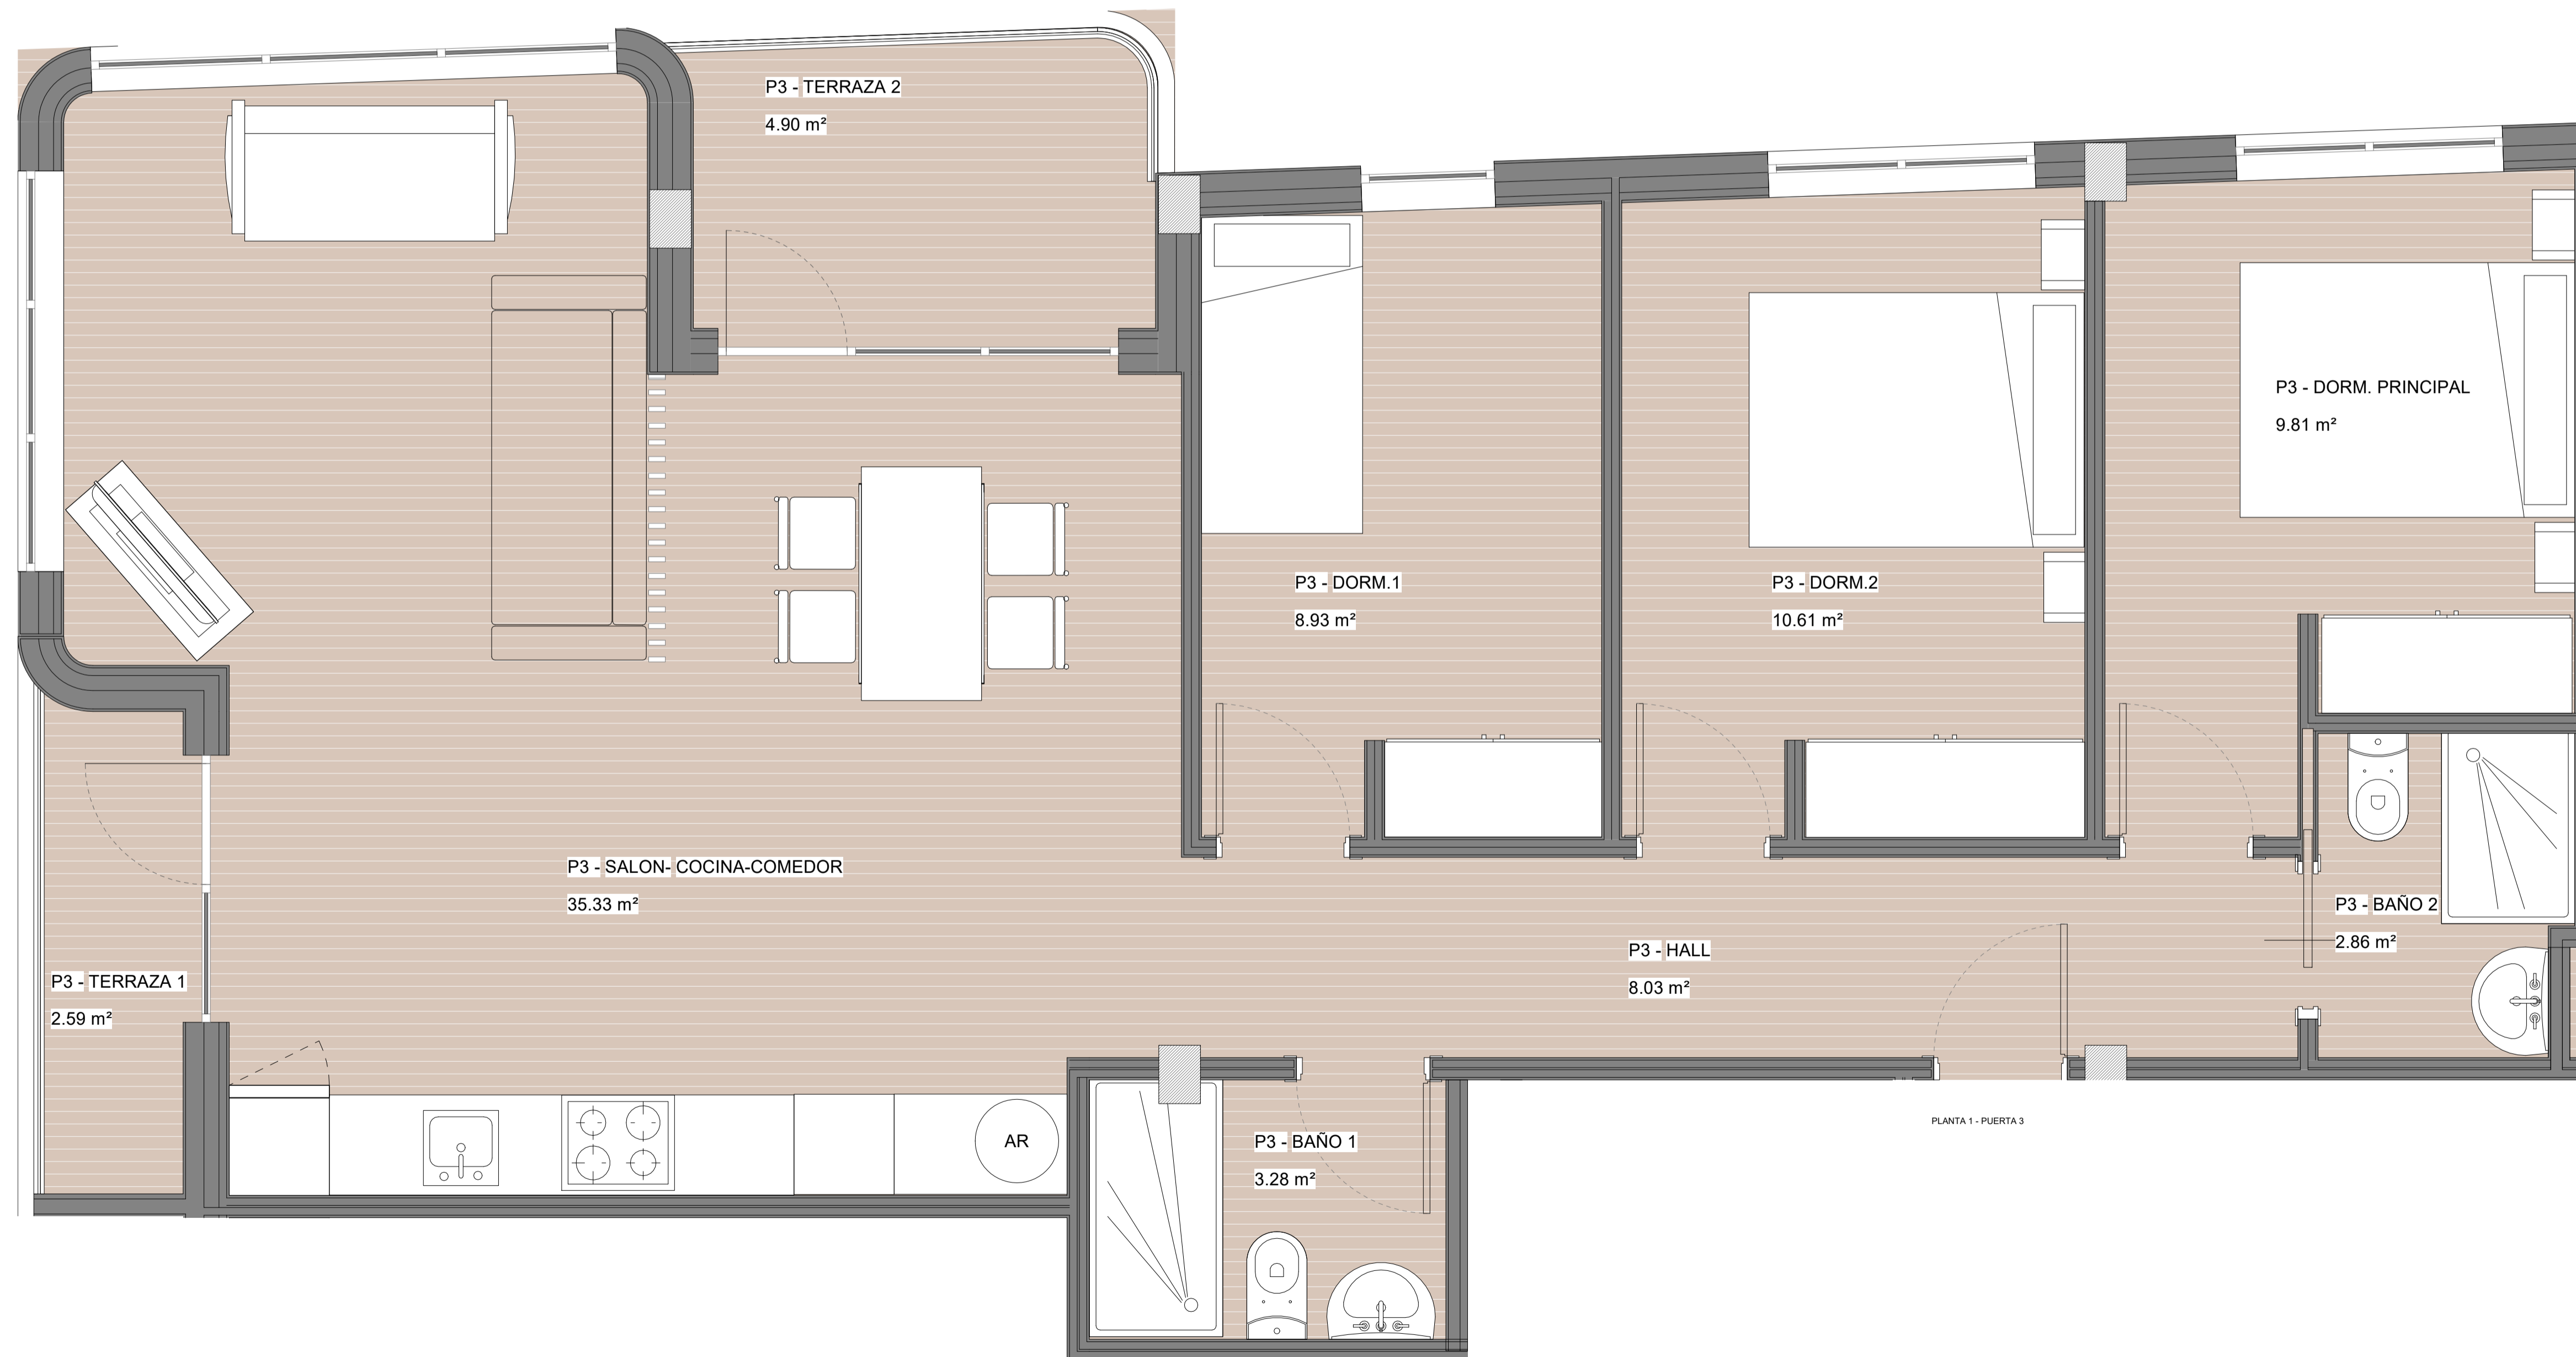 P3 - TERRAZA 2
4.90 m²
P3 - DORM. PRINCIPAL
9.81 m²
P3 - DORM.1
8.93 m²
P3 - DORM.2
10.61 m²
P3 - SALON- COCINA-COMEDOR
35.33 m²
P3 - BAÑO 2
2.86 m²
P3 - HALL
8.03 m²
P3 - TERRAZA 1
2.59 m²
AR
P3 - BAÑO 1
3.28 m²
PLANTA 1 - PUERTA 3